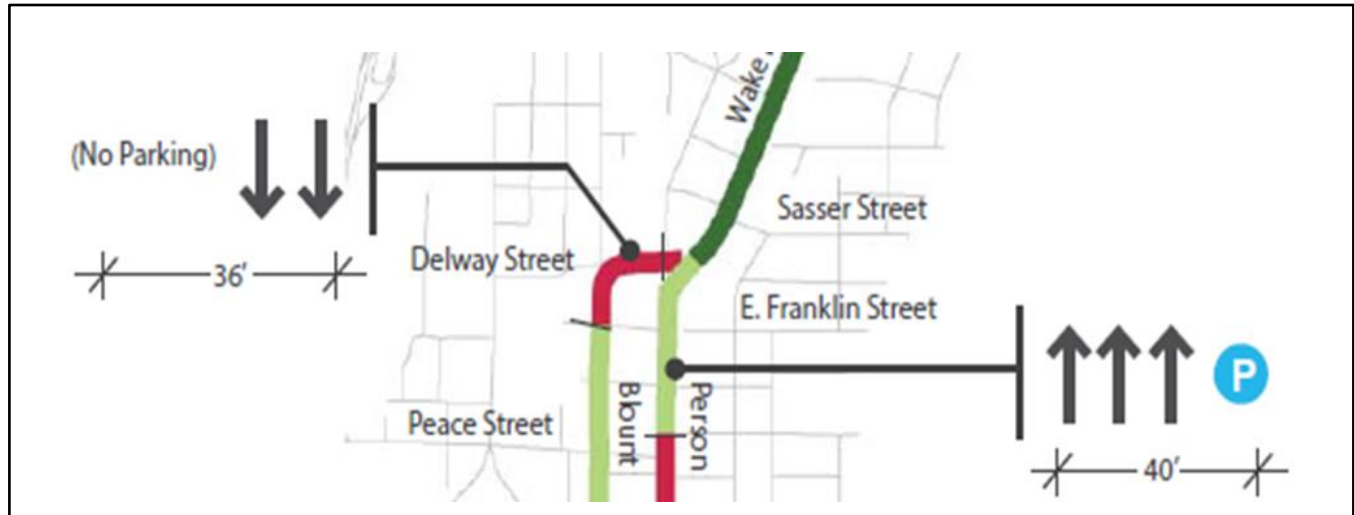 Wake
(No Parking)
Sasser Street
Delway Street
36'
E. Franklin Street
P
Blount
Person
Peace Street
40'